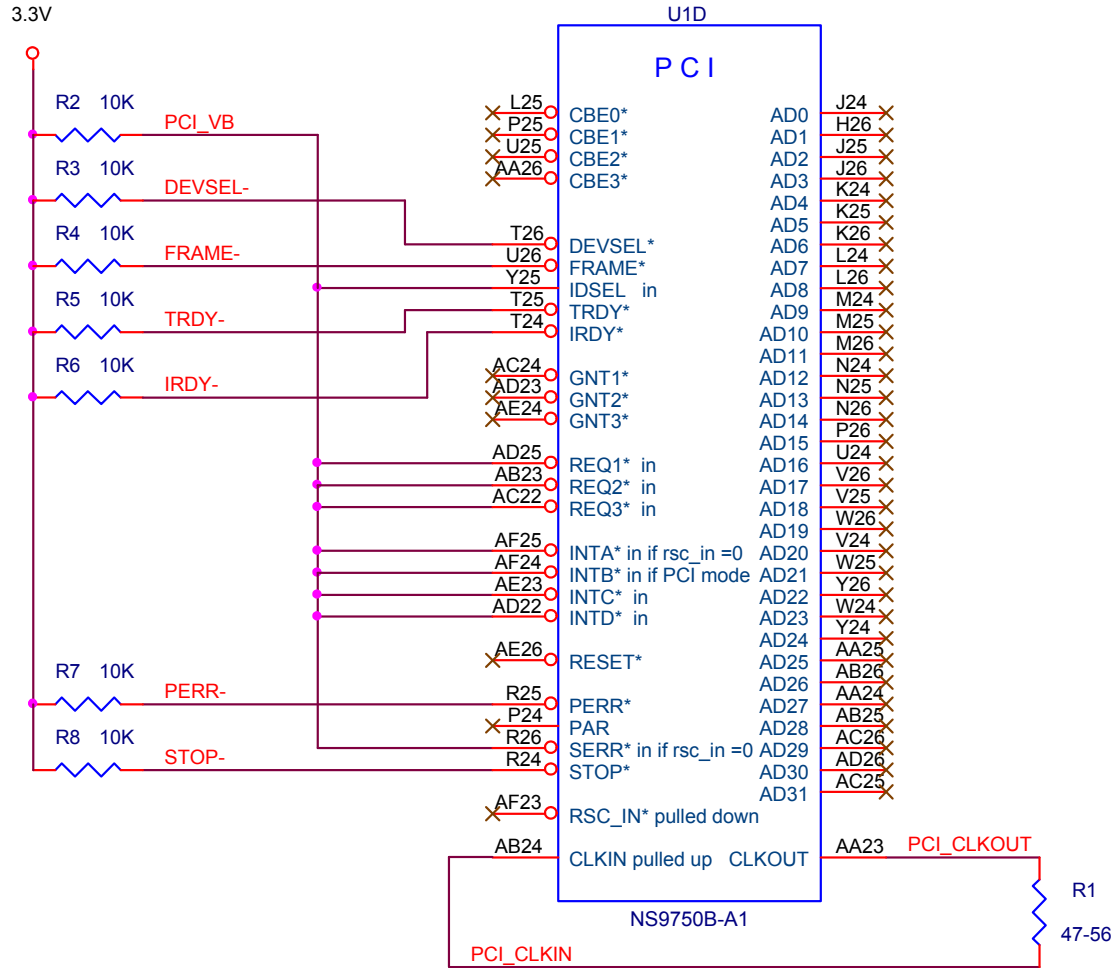 3.3V
U1D
P C I
R2 10K
PCI_VB
R3 10K
DEVSEL-
R4 10K
FRAME-
R5 10K
TRDY-
R6 10K
IRDY-
R7 10K
PERR-
R8 10K
STOP-
L25 CBE0*
P25 CBE1*
U25 CBE2*
AA26 CBE3*
T26 DEVSEL*
U26 FRAME*
Y25 IDSEL in
T25 TRDY*
T24 IRDY*
AC24 GNT1*
AD23 GNT2*
AE24 GNT3*
AD25 REQ1* in
AB23 REQ2* in
AC22 REQ3* in
AF25 INTA* in if rsc_in =0
AF24 INTB* in if PCI mode
AE23 INTC* in
AD22 INTD* in
AE26 RESET*
R25 PERR*
P24 PAR
R26 SERR* in if rsc_in =0
R24 STOP*
AF23 RSC_IN* pulled down
AB24 CLKIN pulled up
AD0 J24
AD1 H26
AD2 J25
AD3 J26
AD4 K24
AD5 K25
AD6 K26
AD7 L24
AD8 L26
AD9 M24
AD10 M25
AD11 M26
AD12 N24
AD13 N25
AD14 N26
AD15 P26
AD16 U24
AD17 V26
AD18 V25
AD19 W26
AD20 V24
AD21 W25
AD22 Y26
AD23 W24
AD24 Y24
AD25 AA25
AD26 AB26
AD27 AA24
AD28 AB25
AD29 AC26
AD30 AD26
AD31 AC25
CLKOUT AA23
PCI_CLKOUT
R1
47-56
NS9750B-A1
PCI_CLKIN